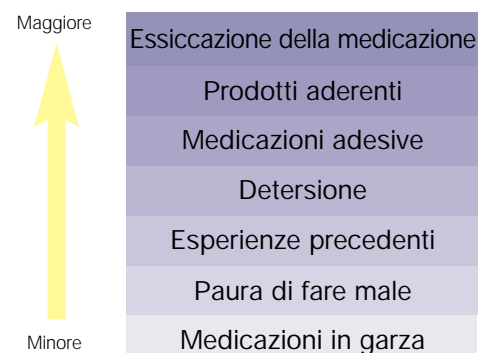 Maggiore
Essiccazione della medicazione
Prodotti aderenti
Medicazioni adesive
Detersione
Esperienze precedenti
Paura di fare male
Minore
Medicazioni in garza